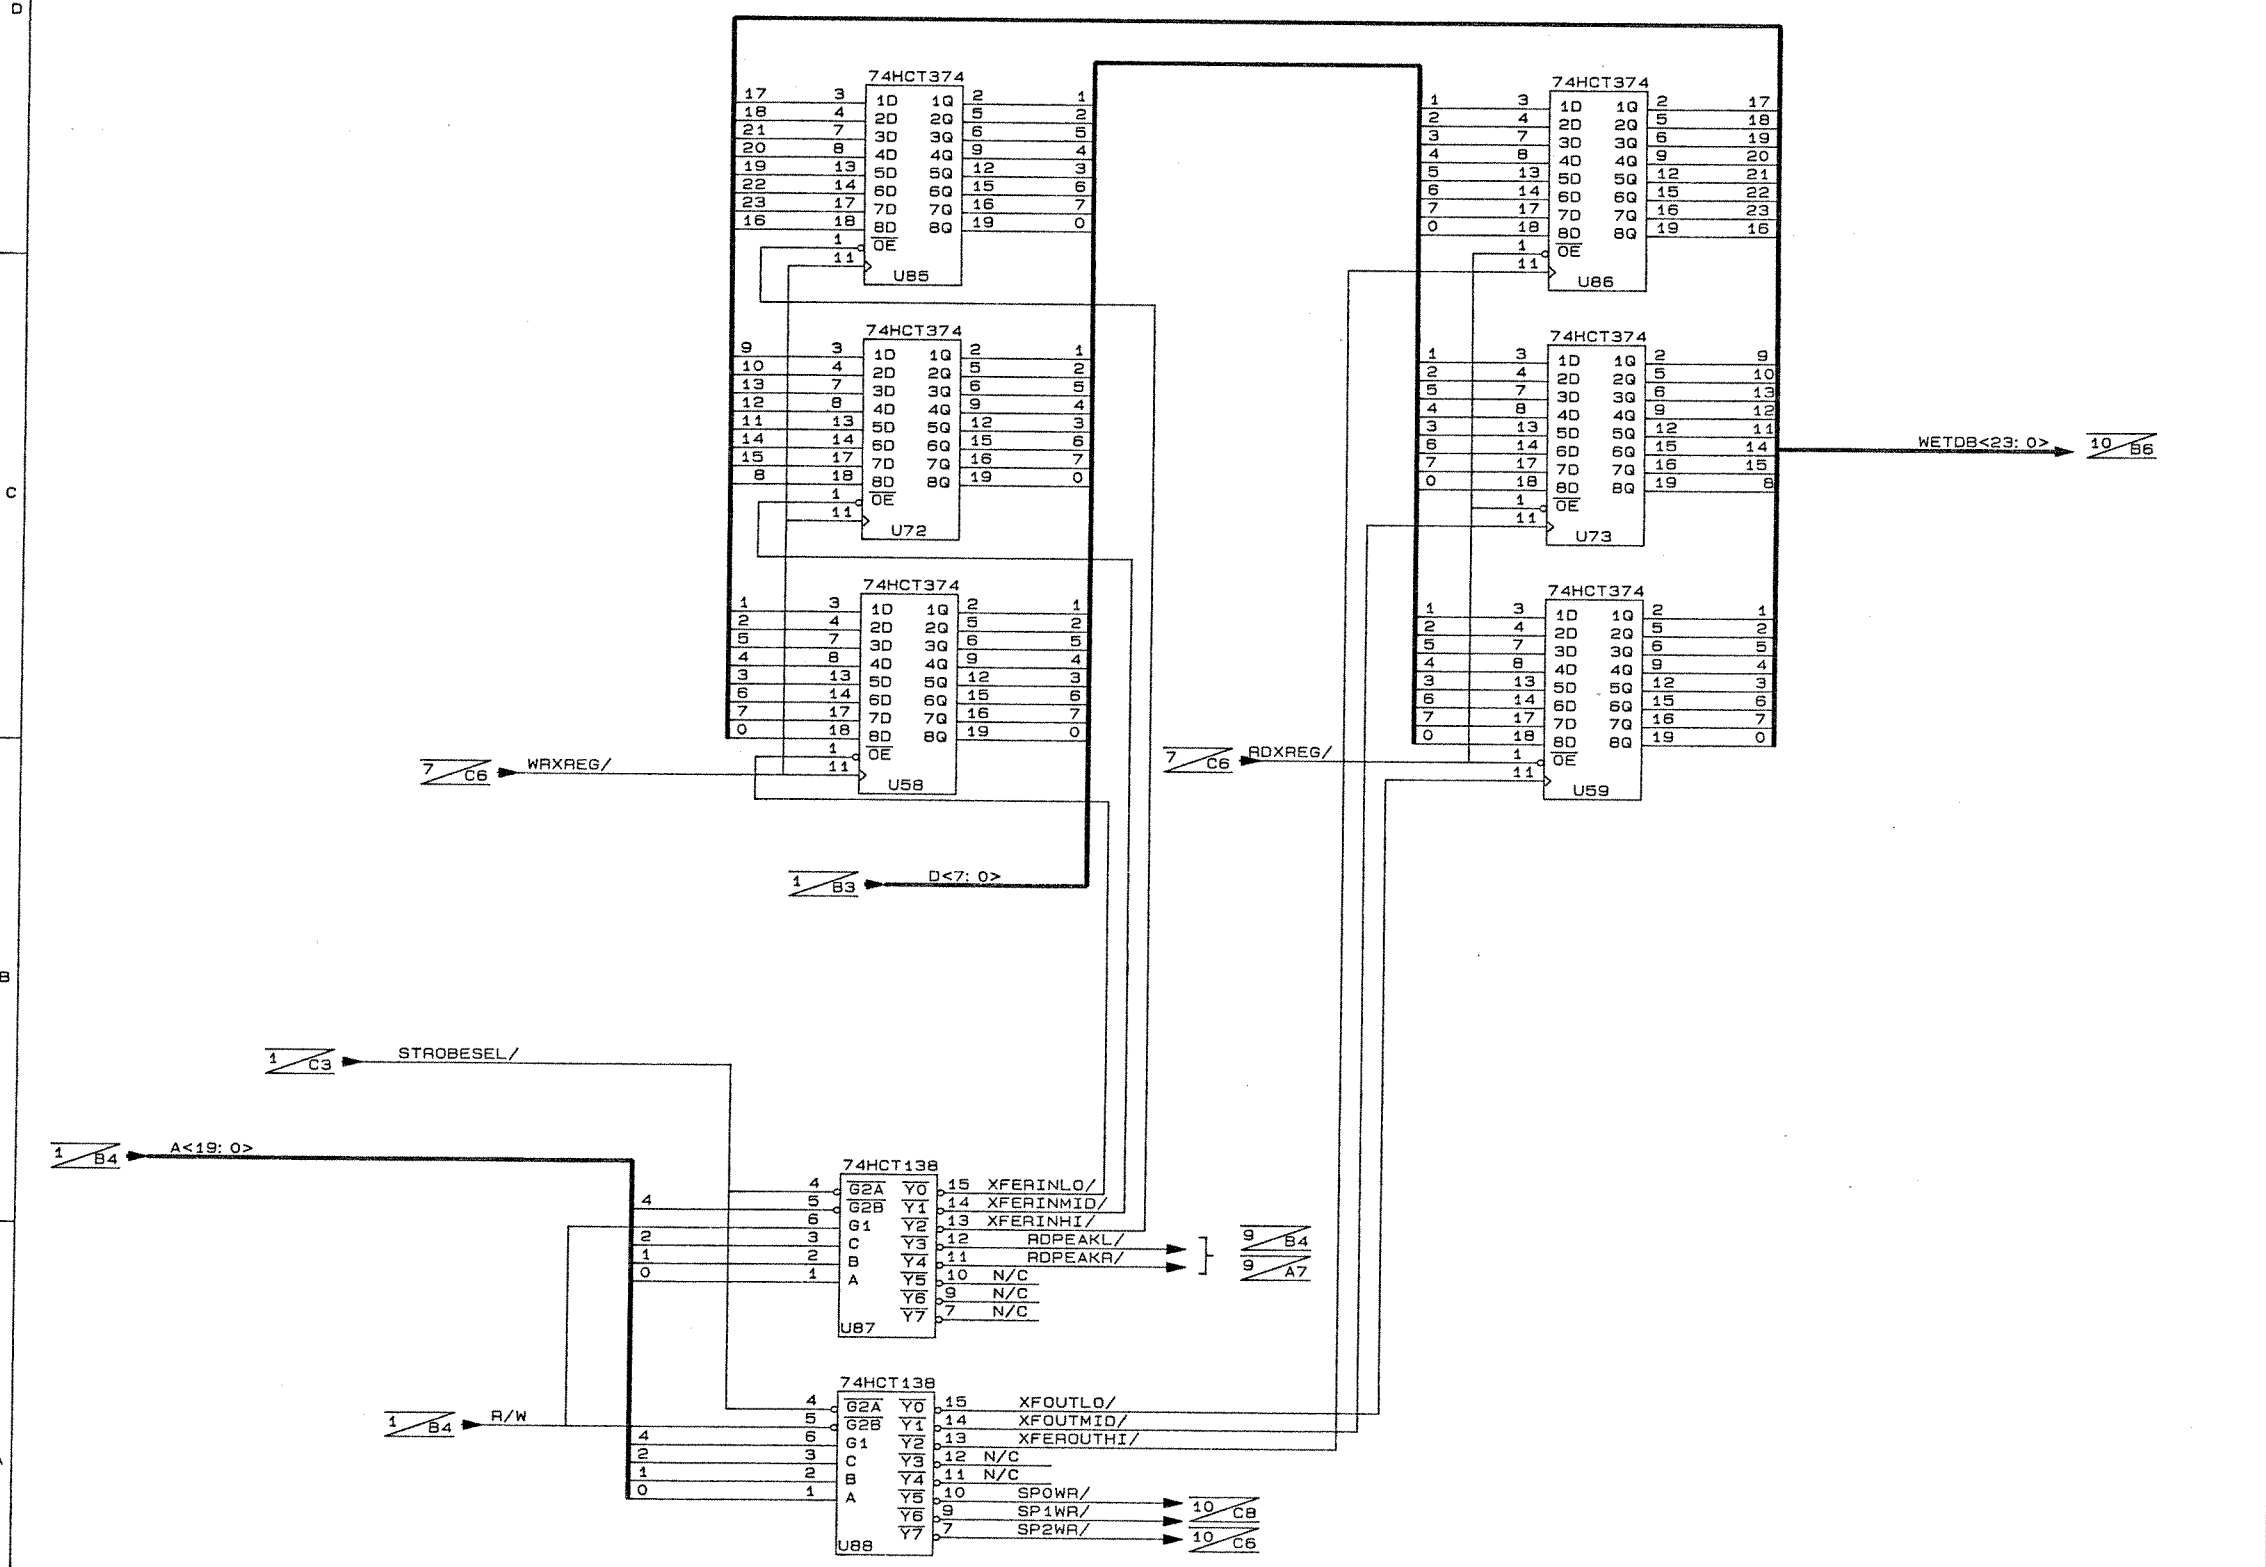 D
C
B
74HCT374
17 3 1D 1Q 2 1
18 4 2D 2Q 5 2
21 7 3D 3Q 6 5
20 8 4D 4Q 9 4
19 13 5D 5Q 12 3
22 14 6D 6Q 15 6
23 17 7D 7Q 16 7
16 18 8D 8Q 19 0
1 OE
11
U85
74HCT374
9 3 1D 1Q 2 1
10 4 2D 2Q 5 2
13 7 3D 3Q 6 5
12 8 4D 4Q 9 4
11 13 5D 5Q 12 3
14 14 6D 6Q 15 6
15 17 7D 7Q 16 7
8 18 8D 8Q 19 0
1 OE
11
U72
74HCT374
1 3 1D 1Q 2 1
2 4 2D 2Q 5 2
5 7 3D 3Q 6 5
4 8 4D 4Q 9 4
3 13 5D 5Q 12 3
6 14 6D 6Q 15 6
7 17 7D 7Q 16 7
0 18 8D 8Q 19 0
1 OE
11
U58
7/C6 WRXREG/
1/B3 D<7:0>
74HCT374
1 3 1D 1Q 2 17
2 4 2D 2Q 5 18
3 7 3D 3Q 6 19
4 8 4D 4Q 9 20
5 13 5D 5Q 12 21
6 14 6D 6Q 15 22
7 17 7D 7Q 16 23
0 18 8D 8Q 19 16
1 OE
11
U86
74HCT374
1 3 1D 1Q 2 9
2 4 2D 2Q 5 10
5 7 3D 3Q 6 13
4 8 4D 4Q 9 12
3 13 5D 5Q 12 11
6 14 6D 6Q 15 14
7 17 7D 7Q 16 15
0 18 8D 8Q 19 8
1 OE
11
U73
WETDB<23:0> 10/B6
74HCT374
1 3 1D 1Q 2 1
2 4 2D 2Q 5 2
5 7 3D 3Q 6 5
4 8 4D 4Q 9 4
3 13 5D 5Q 12 3
6 14 6D 6Q 15 6
7 17 7D 7Q 16 7
0 18 8D 8Q 19 0
1 OE
11
U59
7/C6 RDXREG/
1/C3 STROBESEL/
1/B4 A<19:0>
74HCT138
4 G2A Y0 15 XFERINLO/
4 5 G2B Y1 14 XFERINMID/
6 G1 Y2 13 XFERINHI/
2 3 C Y3 12 RDPEAKL/
1 2 B Y4 11 RDPEAKR/
0 1 A Y5 10 N/C
Y6 9 N/C
Y7 7 N/C
U87
9/B4
9/A7
1/B4 R/W
74HCT138
4 G2A Y0 15 XFOUTLO/
5 G2B Y1 14 XFOUTMID/
4 6 G1 Y2 13 XFEROUTHI/
2 3 C Y3 12 N/C
1 2 B Y4 11 N/C
0 1 A Y5 10 SP0WR/
Y6 9 SP1WR/
Y7 7 SP2WR/
U88
10/C8
10/C6